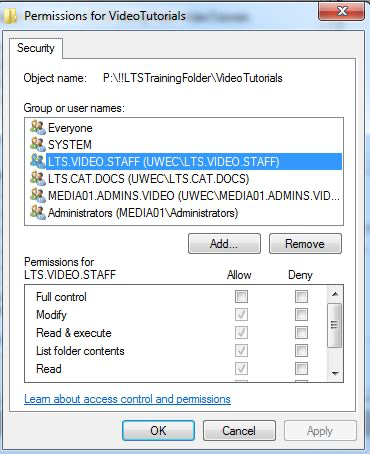 Permissions for VideoTutorials
Security
Object name: P:\!!LTSTrainingFolder\VideoTutorials
Group or user names:
Everyone
SYSTEM
LTS.VIDEO.STAFF (UWEC\LTS.VIDEO.STAFF)
LTS.CAT.DOCS (UWEC\LTS.CAT.DOCS)
MEDIA01.ADMINS.VIDEO (UWEC\MEDIA01.ADMINS.VID...
Administrators (MEDIA01\Administrators)
Add... Remove
Permissions for
LTS.VIDEO.STAFF Allow Deny
Full control
Modify
Read & execute
List folder contents
Read
Learn about access control and permissions
OK Cancel Apply